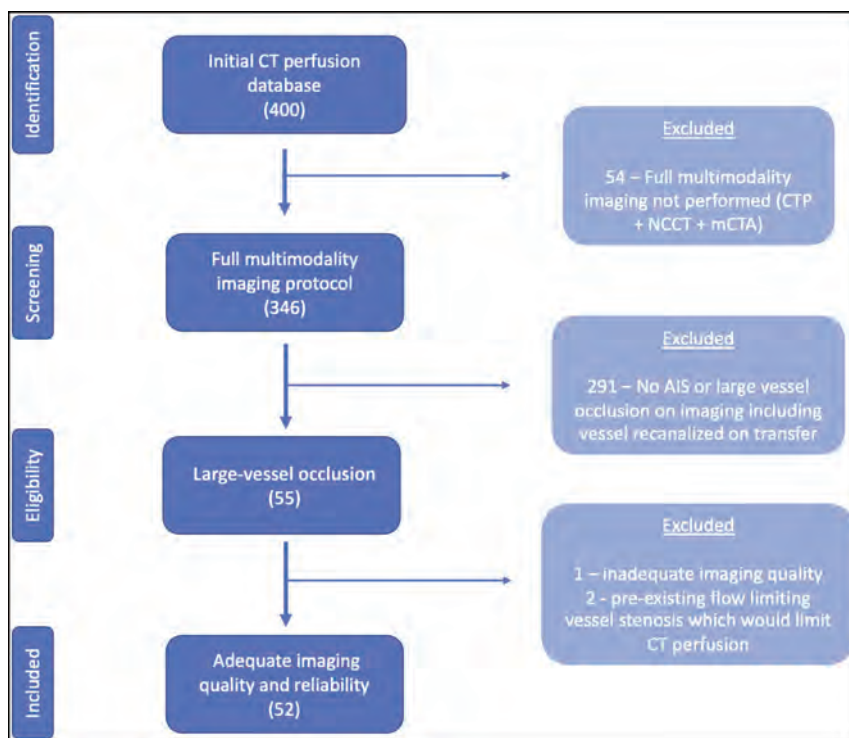 Identification
Initial CT perfusion
database
(400)
Excluded
54 – Full multimodality
imaging not performed (CTP
+ NCCT + mCTA)
Screening
Full multimodality
imaging protocol
(346)
Excluded
291 – No AIS or large vessel
occlusion on imaging including
vessel recanalized on transfer
Eligibility
Large-vessel occlusion
(55)
Excluded
1 – inadequate imaging quality
2 - pre-existing flow limiting
vessel stenosis which would limit
CT perfusion
Included
Adequate imaging
quality and reliability
(52)